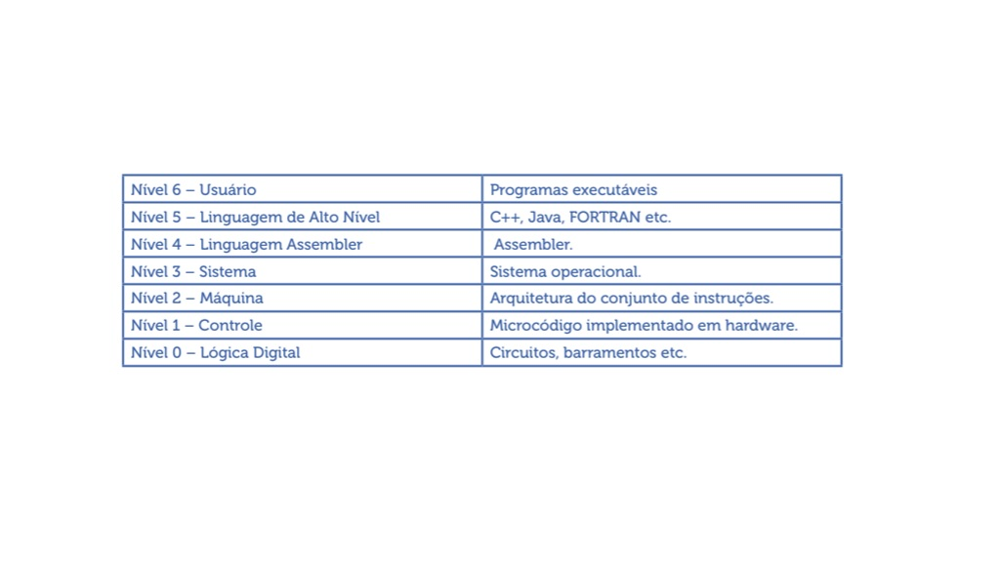 Nível 6 – Usuário Programas executáveis
Nível 5 – Linguagem de Alto Nível C++, Java, FORTRAN etc.
Nível 4 – Linguagem Assembler Assembler.
Nível 3 – Sistema Sistema operacional.
Nível 2 – Máquina Arquitetura do conjunto de instruções.
Nível 1 – Controle Microcódigo implementado em hardware.
Nível 0 – Lógica Digital Circuitos, barramentos etc.